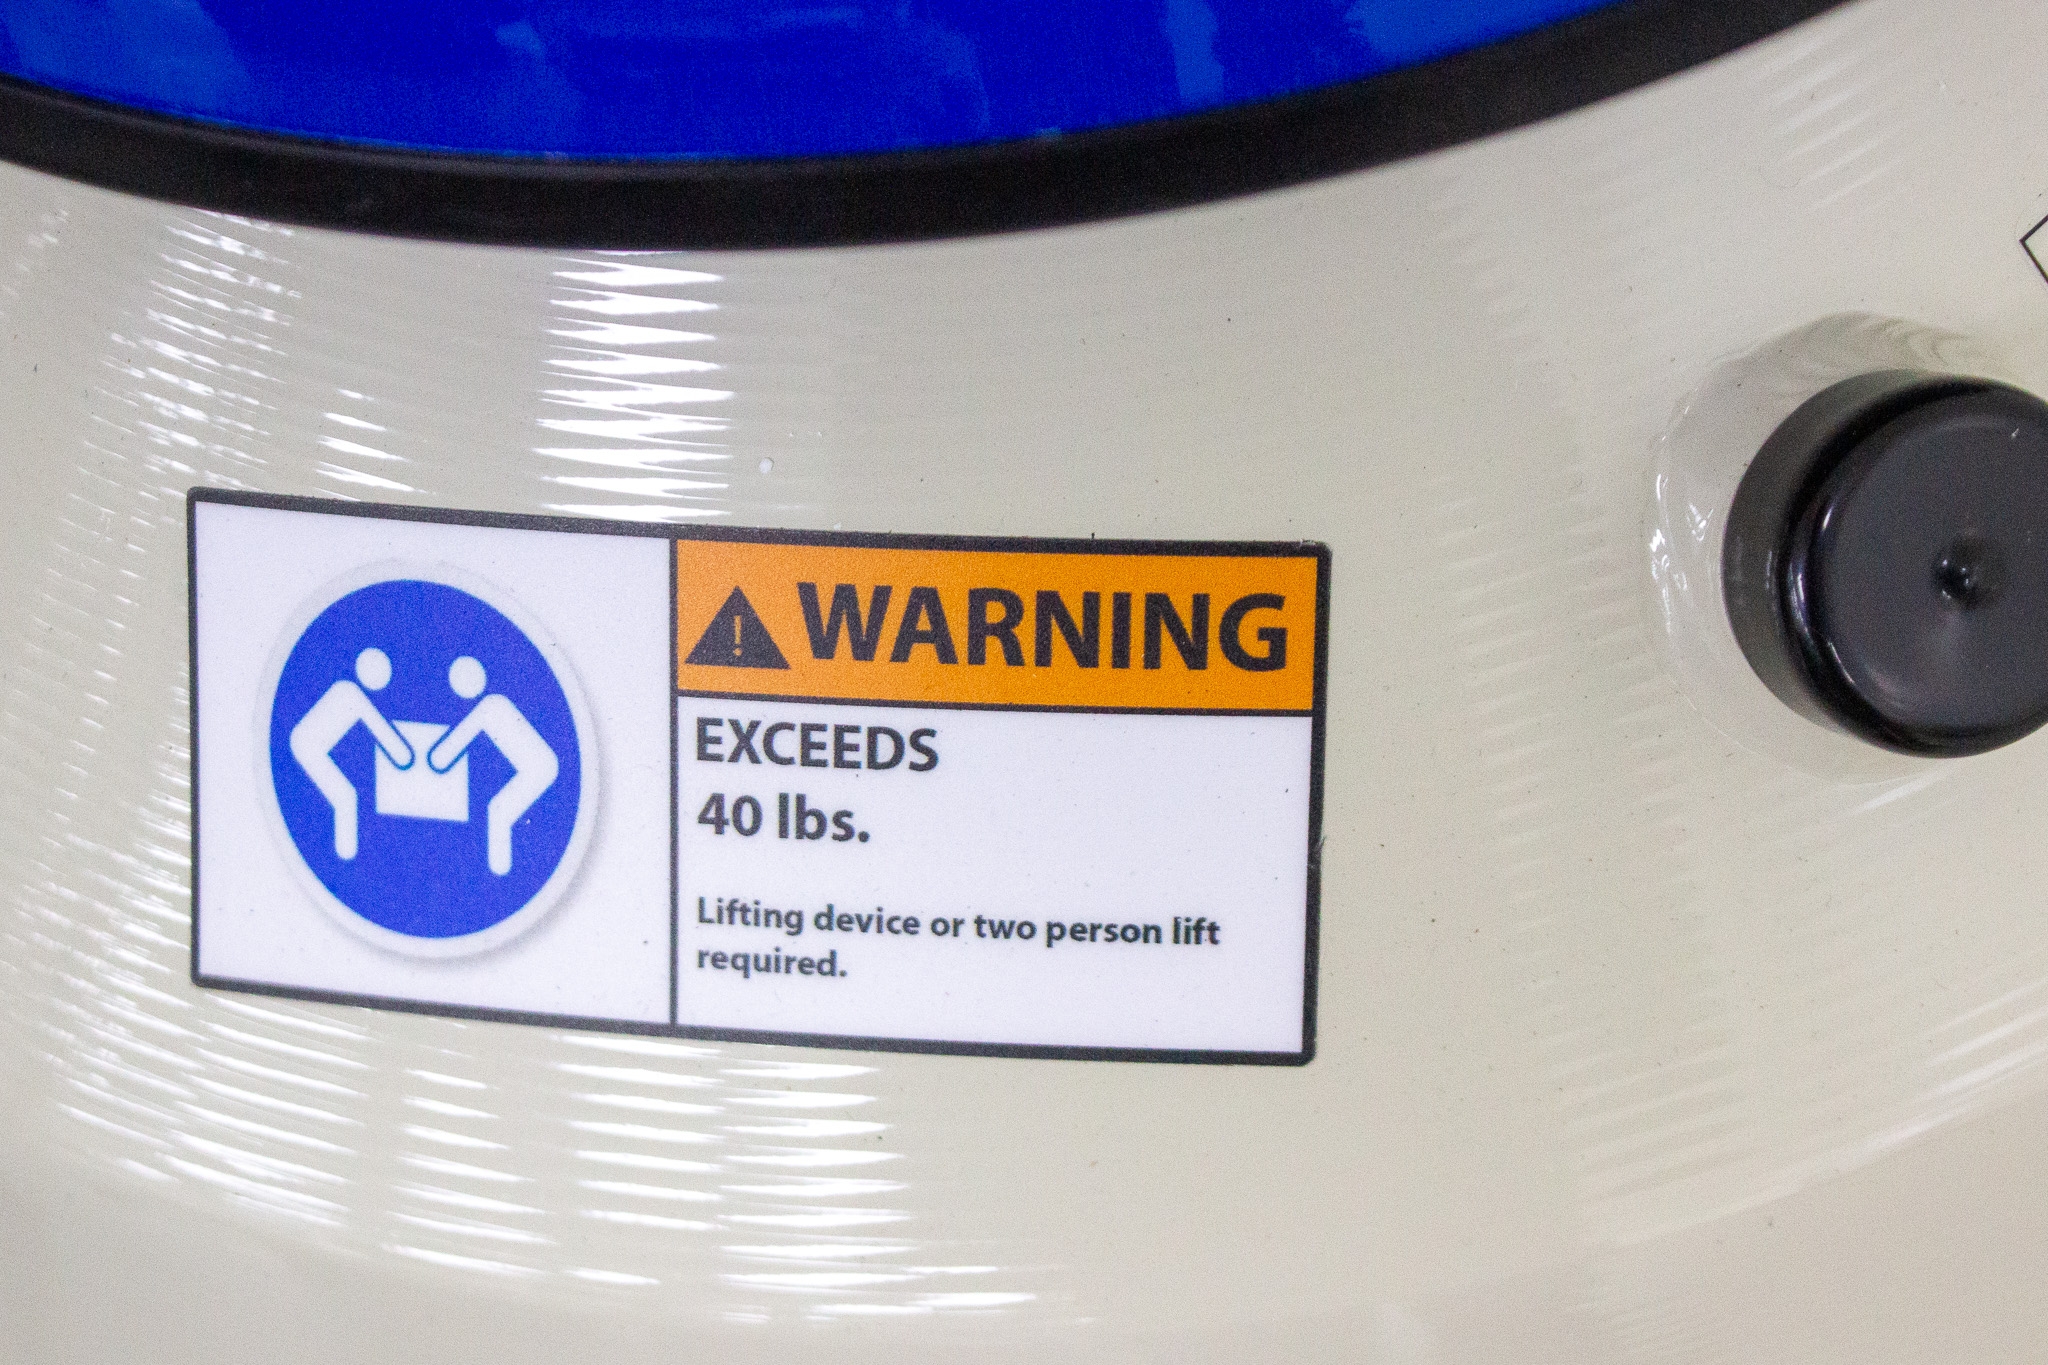 WARNING
EXCEEDS
40 lbs.
Lifting device or two person lift
required.